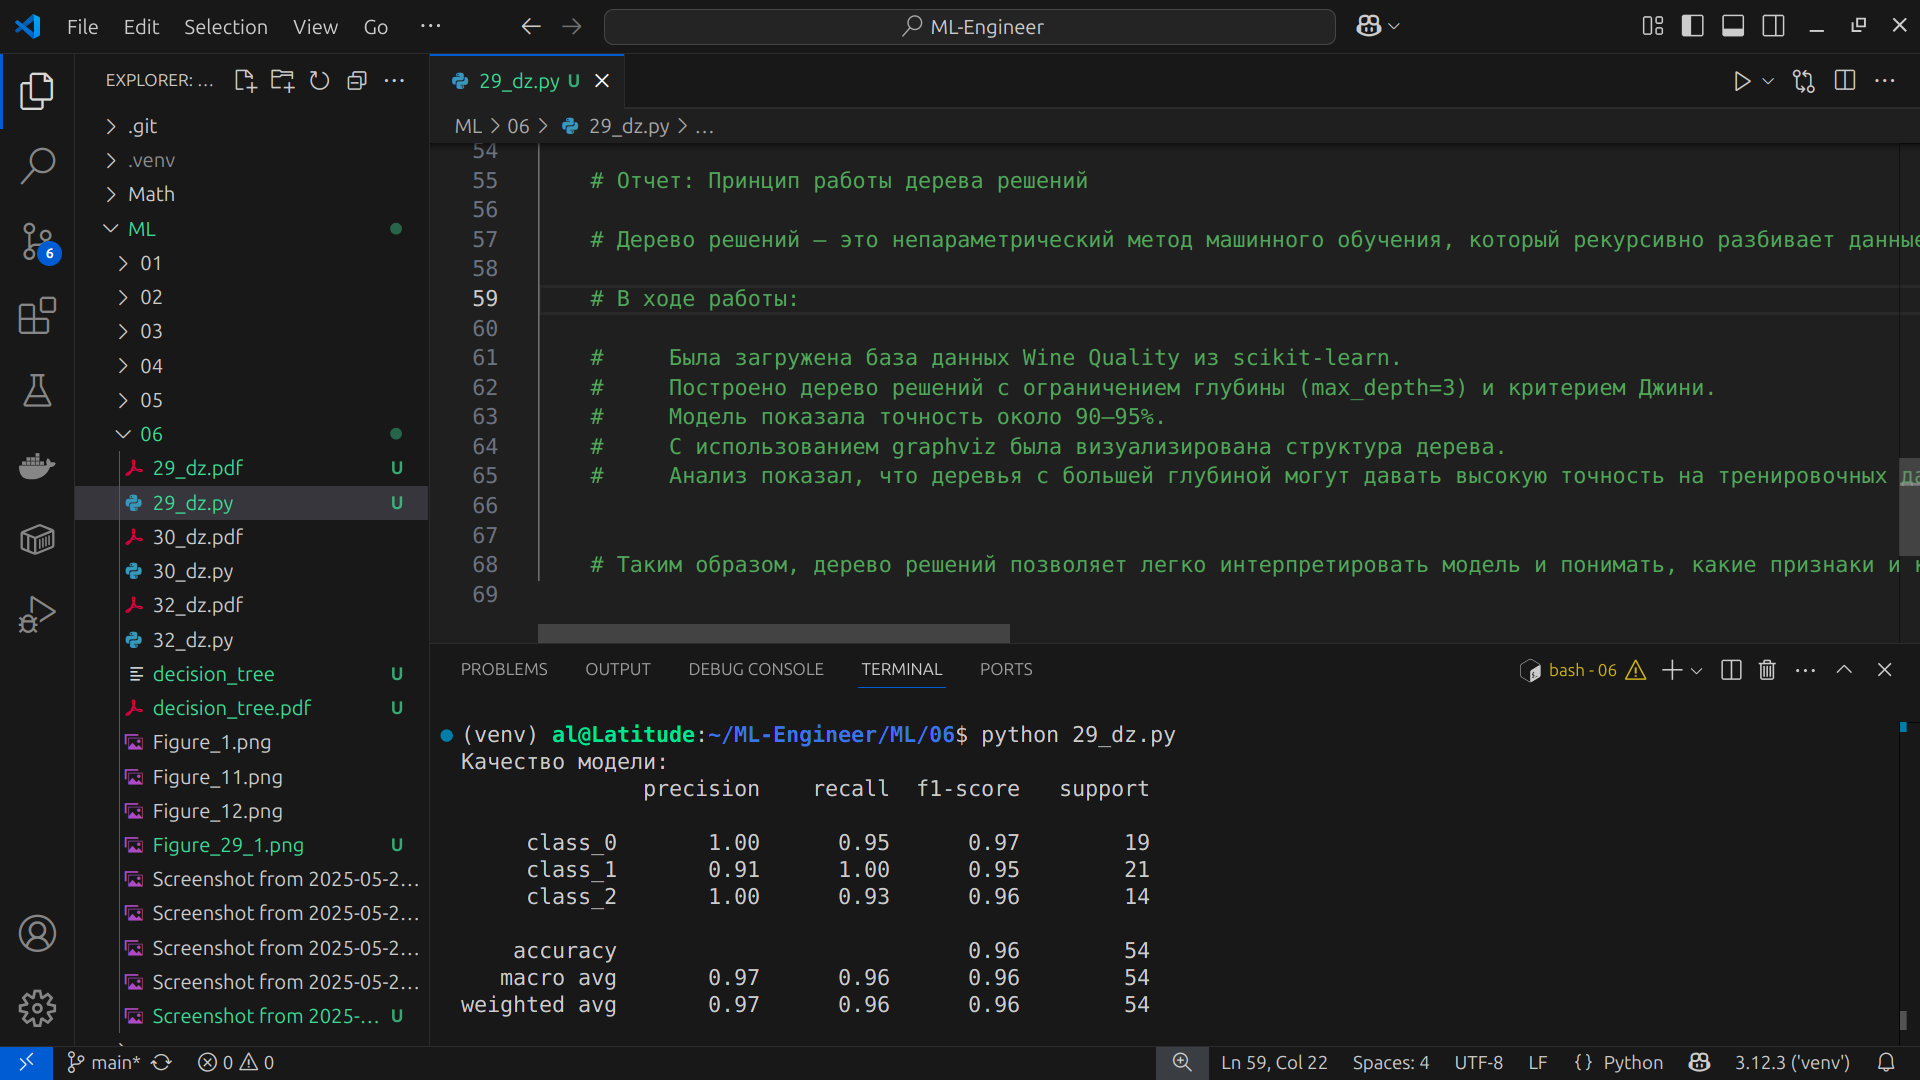 File Edit Selection View Go ···
ML-Engineer
EXPLORER: ...
.git
.venv
Math
ML
01
02
03
04
05
06
29_dz.pdf U
29_dz.py U
30_dz.pdf
30_dz.py
32_dz.pdf
32_dz.py
decision_tree U
decision_tree.pdf U
Figure_1.png
Figure_11.png
Figure_12.png
Figure_29_1.png U
Screenshot from 2025-05-2...
Screenshot from 2025-05-2...
Screenshot from 2025-05-2...
Screenshot from 2025-05-2...
Screenshot from 2025-... U
6
29_dz.py U
ML > 06 > 29_dz.py > ...
54
55 # Отчет: Принцип работы дерева решений
56
57 # Дерево решений — это непараметрический метод машинного обучения, который рекурсивно разбивает данные
58
59 # В ходе работы:
60
61 # Была загружена база данных Wine Quality из scikit-learn.
62 # Построено дерево решений с ограничением глубины (max_depth=3) и критерием Джини.
63 # Модель показала точность около 90–95%.
64 # С использованием graphviz была визуализирована структура дерева.
65 # Анализ показал, что деревья с большей глубиной могут давать высокую точность на тренировочных да
66
67
68 # Таким образом, дерево решений позволяет легко интерпретировать модель и понимать, какие признаки и к
69
PROBLEMS OUTPUT DEBUG CONSOLE TERMINAL PORTS
bash - 06
(venv) al@Latitude:~/ML-Engineer/ML/06$ python 29_dz.py
Качество модели:
precision recall f1-score support
class_0 1.00 0.95 0.97 19
class_1 0.91 1.00 0.95 21
class_2 1.00 0.93 0.96 14
accuracy 0.96 54
macro avg 0.97 0.96 0.96 54
weighted avg 0.97 0.96 0.96 54
main* 0 0
Ln 59, Col 22 Spaces: 4 UTF-8 LF {} Python 3.12.3 ('venv')